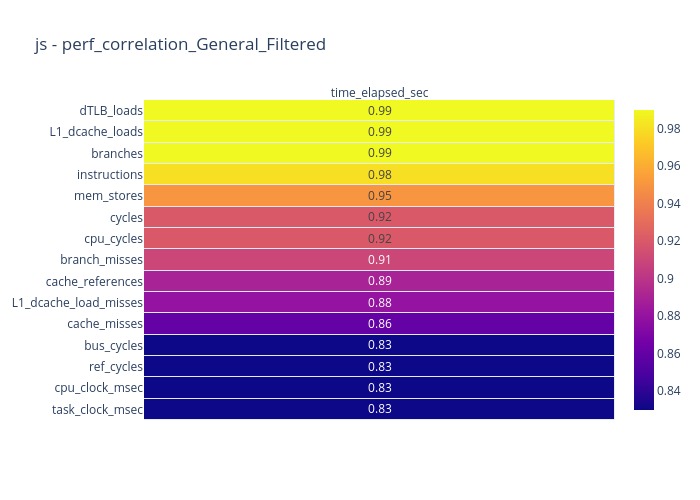 js - perf_correlation_General_Filtered
time_elapsed_sec
dTLB_loads 0.99
L1_dcache_loads 0.99
branches 0.99
instructions 0.98
mem_stores 0.95
cycles 0.92
cpu_cycles 0.92
branch_misses 0.91
cache_references 0.89
L1_dcache_load_misses 0.88
cache_misses 0.86
bus_cycles 0.83
ref_cycles 0.83
cpu_clock_msec 0.83
task_clock_msec 0.83
0.98
0.96
0.94
0.92
0.9
0.88
0.86
0.84